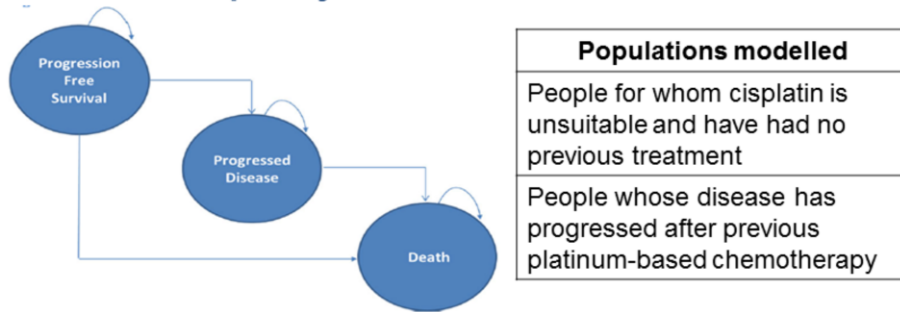 Progression
Free
Survival
Progressed
Disease
Death
Populations modelled
People for whom cisplatin is
unsuitable and have had no
previous treatment
People whose disease has
progressed after previous
platinum-based chemotherapy